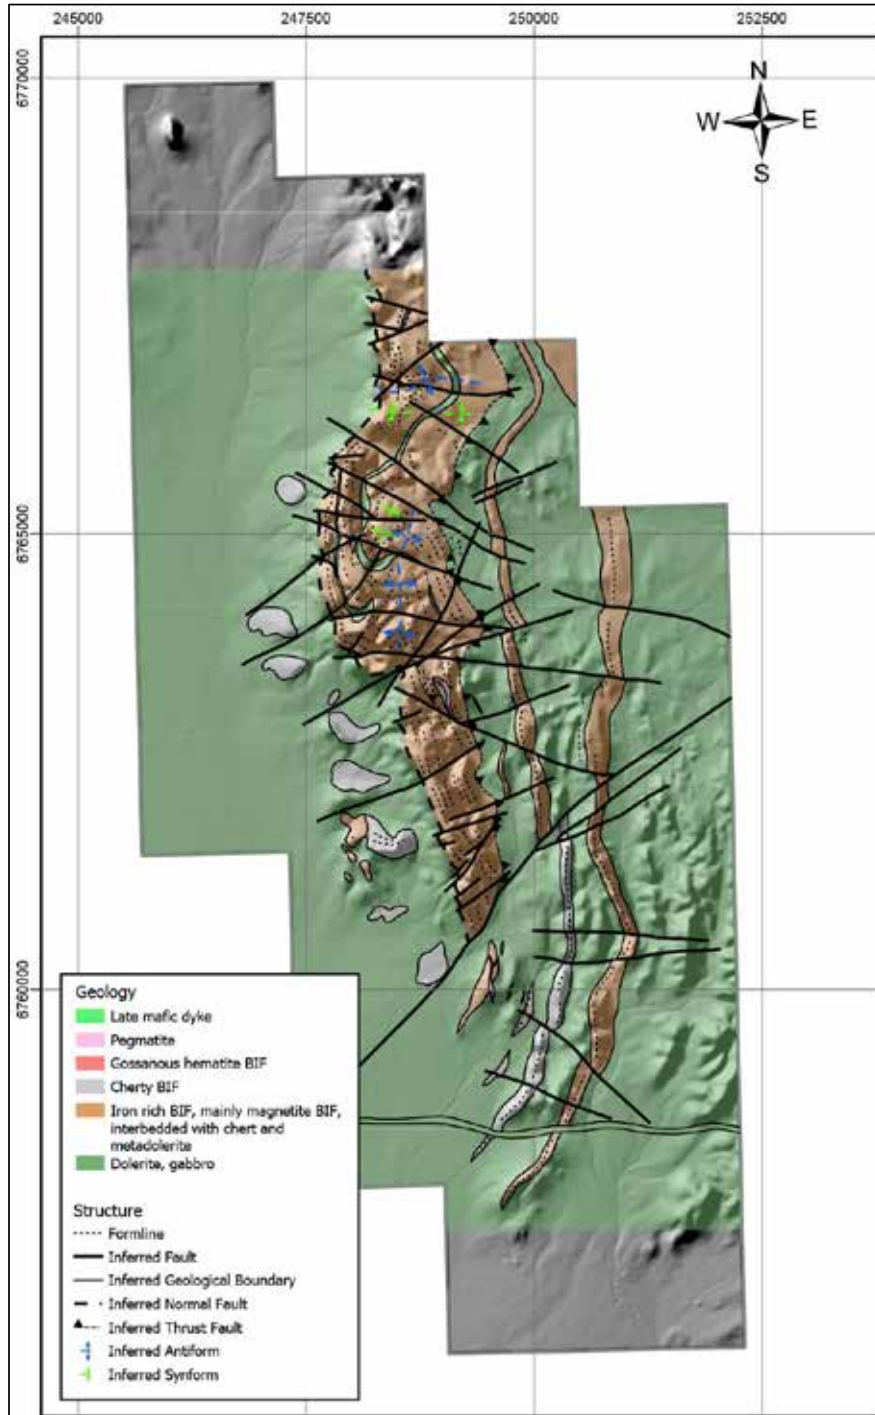 245000
247500
250000
252500
6770000
N
W
E
S
6765000
6760000
Geology
Late mafic dyke
Pegmatite
Gossanous hematite BIF
Cherty BIF
Iron rich BIF, mainly magnetite BIF,
interbedded with chert and
metadolerite
Dolerite, gabbro
Structure
Formline
Inferred Fault
Inferred Geological Boundary
Inferred Normal Fault
Inferred Thrust Fault
Inferred Antiform
Inferred Synform